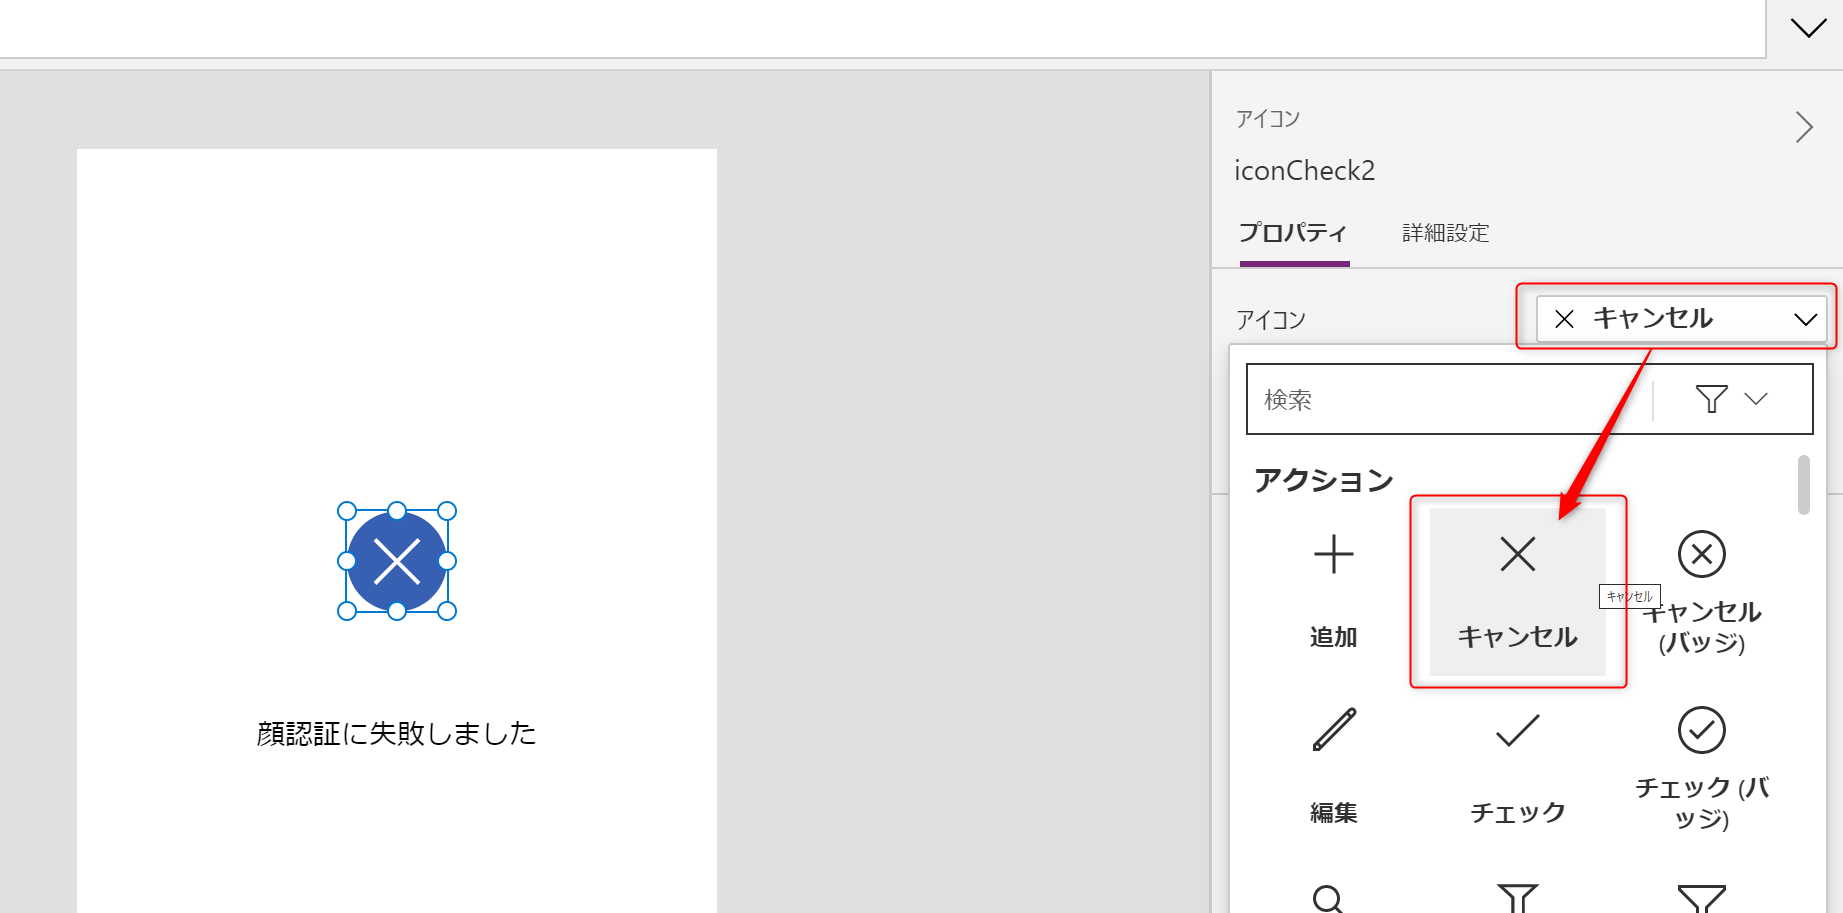 アイコン
iconCheck2
プロパティ 詳細設定
アイコン キャンセル
検索
アクション
追加
キャンセル
キャンセル
キャンセル
(バッジ)
編集
チェック
チェック (バ
ッジ)
顔認証に失敗しました